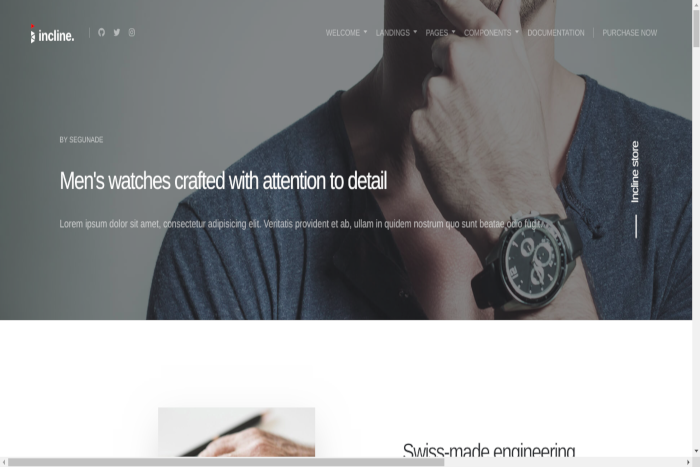 incline.
WELCOME LANDINGS PAGES COMPONENTS DOCUMENTATION PURCHASE NOW
BY SEGUNADE
Men's watches crafted with attention to detail
Lorem ipsum dolor sit amet, consectetur adipisicing elit. Veritatis provident et ab, ullam in quidem nostrum quo sunt beatae odio fugit
Incline store
Swiss-made engineering